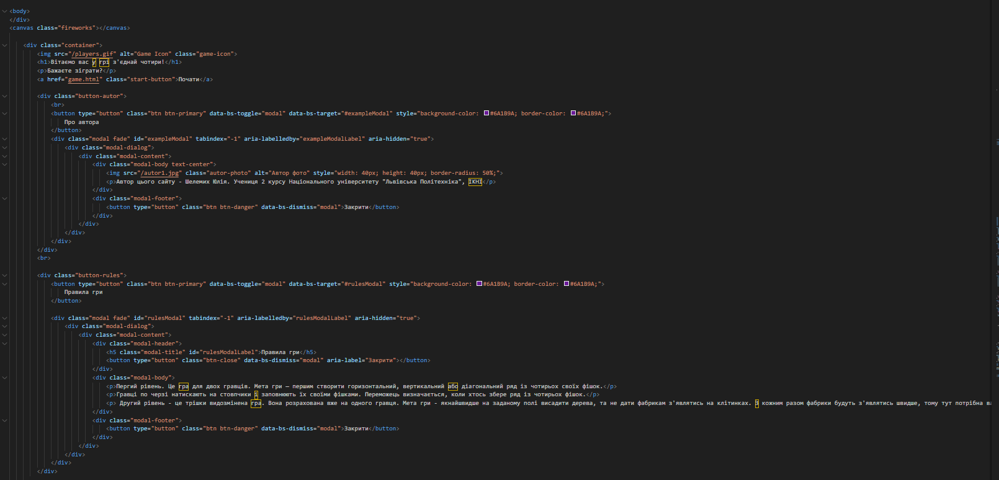 <body>
</div>
<canvas class="fireworks"></canvas>
<div class="container">
<img src="/players.gif" alt="Game Icon" class="game-icon">
<h1>Вітаємо вас у грі з'єднай чотири!</h1>
<p>Бажаєте зіграти?</p>
<a href="game.html" class="start-button">Почати</a>
<div class="button-autor">
<br>
<button type="button" class="btn btn-primary" data-bs-toggle="modal" data-bs-target="#exampleModal" style="background-color: #6A1B9A; border-color: #6A1B9A;">
Про автора
</button>
<div class="modal fade" id="exampleModal" tabindex="-1" aria-labelledby="exampleModalLabel" aria-hidden="true">
<div class="modal-dialog">
<div class="modal-content">
<div class="modal-body text-center">
<img src="/autor1.jpg" class="autor-photo" alt="Автор фото" style="width: 40px; height: 40px; border-radius: 50%;">
<p>Автор цього сайту - Шелемих Юлія. Учениця 2 курсу Національного університету "Львівська Політехніка", ІКНІ</p>
</div>
<div class="modal-footer">
<button type="button" class="btn btn-danger" data-bs-dismiss="modal">Закрити</button>
</div>
</div>
</div>
</div>
</div>
<br>
<div class="button-rules">
<button type="button" class="btn btn-primary" data-bs-toggle="modal" data-bs-target="#rulesModal" style="background-color: #6A1B9A; border-color: #6A1B9A;">
Правила гри
</button>
<div class="modal fade" id="rulesModal" tabindex="-1" aria-labelledby="rulesModalLabel" aria-hidden="true">
<div class="modal-dialog">
<div class="modal-content">
<div class="modal-header">
<h5 class="modal-title" id="rulesModalLabel">Правила гри</h5>
<button type="button" class="btn-close" data-bs-dismiss="modal" aria-label="Закрити"></button>
</div>
<div class="modal-body">
<p>Пергий рівень. Це гра для двох гравців. Мета гри — першим створити горизонтальний, вертикальний або діагональний ряд із чотирьох своїх фішок.</p>
<p>Гравці по черзі натискають на стовпчики і заповнюють їх своїми фішками. Переможець визначається, коли хтось збере ряд із чотирьох фішок.</p>
<p> Другий рівень - це трішки видозмінена гра. Вона розрахована вже на одного гравця. Мета гри - якнайшвидше на заданому полі висадити дерева, та не дати фабрикам з'являтись на клітинках. З кожним разом фабрики будуть з'являтись швидше, тому тут потрібна
</div>
<div class="modal-footer">
<button type="button" class="btn btn-danger" data-bs-dismiss="modal">Закрити</button>
</div>
</div>
</div>
</div>
</div>